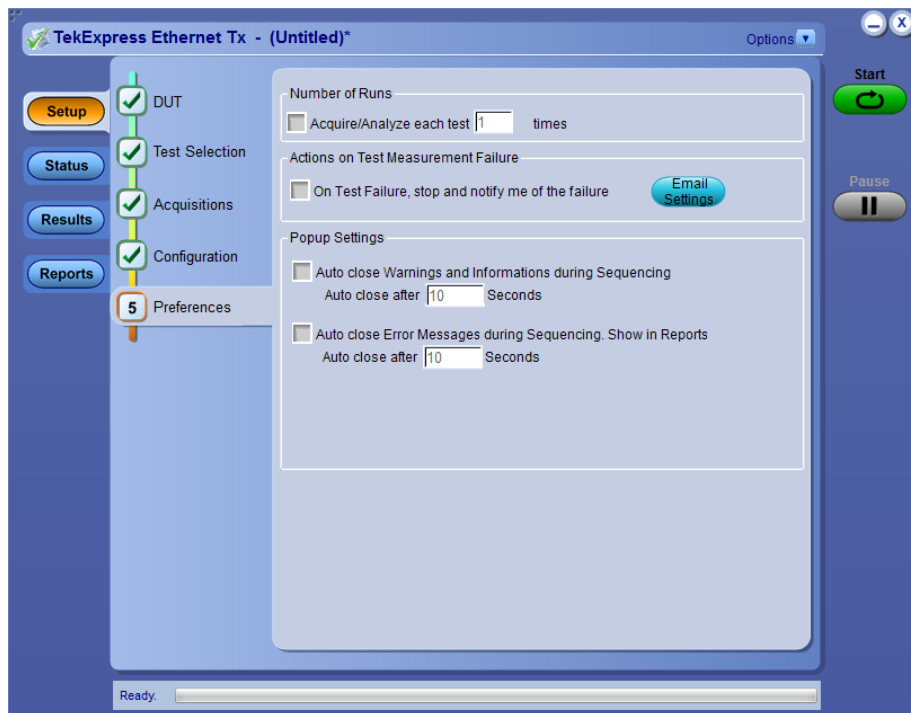 TekExpress Ethernet Tx - (Untitled)*
Options
Start
Pause
Setup
Status
Results
Reports
DUT
Test Selection
Acquisitions
Configuration
5 Preferences
Number of Runs
Acquire/Analyze each test 1 times
Actions on Test Measurement Failure
On Test Failure, stop and notify me of the failure
Email
Settings
Popup Settings
Auto close Warnings and Informations during Sequencing
Auto close after 10 Seconds
Auto close Error Messages during Sequencing. Show in Reports
Auto close after 10 Seconds
Ready.